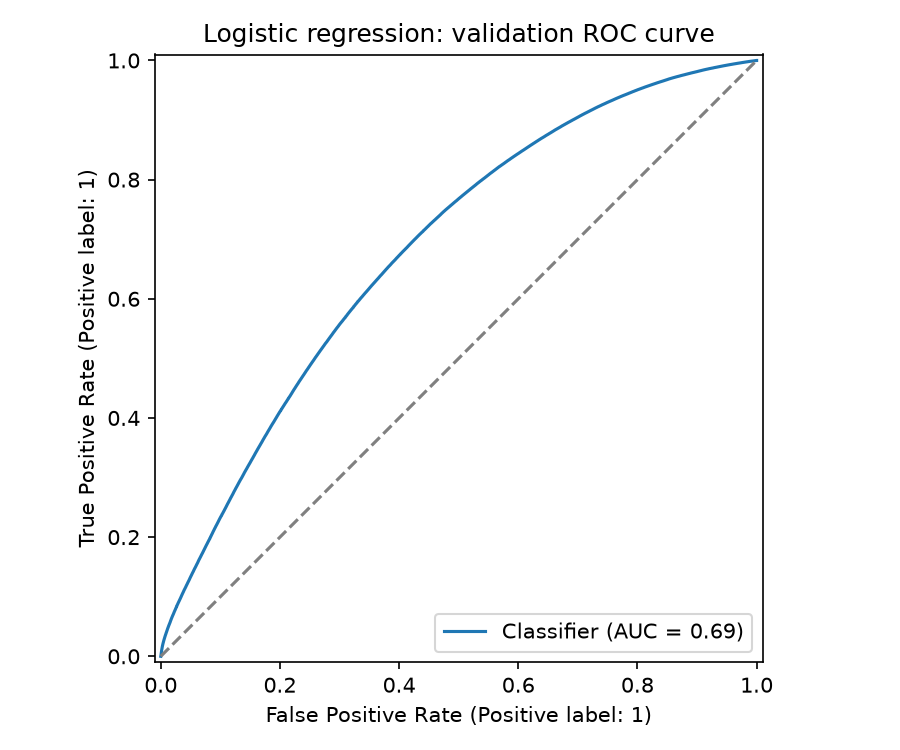 Logistic regression: validation ROC curve
1.0
0.8
0.6
0.4
0.2
0.0
True Positive Rate (Positive label: 1)
Classifier (AUC = 0.69)
0.0 0.2 0.4 0.6 0.8 1.0
False Positive Rate (Positive label: 1)